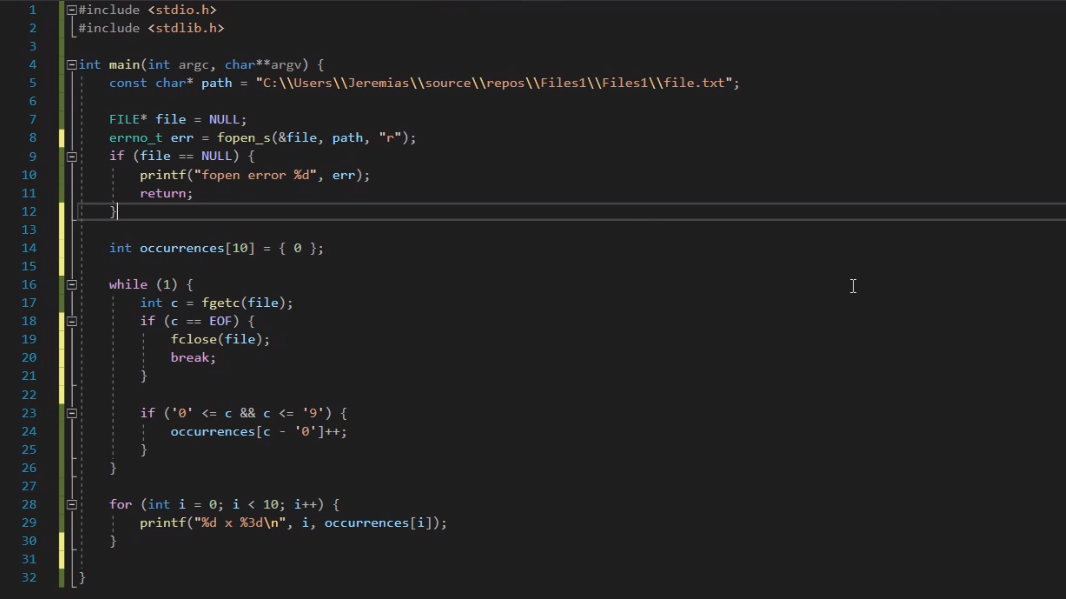 1 #include <stdio.h>
2 #include <stdlib.h>
3
4 int main(int argc, char**argv) {
5 const char* path = "C:\\Users\\Jeremias\\source\\repos\\Files1\\Files1\\file.txt";
6
7 FILE* file = NULL;
8 errno_t err = fopen_s(&file, path, "r");
9 if (file == NULL) {
10 printf("fopen error %d", err);
11 return;
12 }
13
14 int occurrences[10] = { 0 };
15
16 while (1) {
17 int c = fgetc(file);
18 if (c == EOF) {
19 fclose(file);
20 break;
21 }
22
23 if ('0' <= c && c <= '9') {
24 occurrences[c - '0']++;
25 }
26 }
27
28 for (int i = 0; i < 10; i++) {
29 printf("%d x %3d\n", i, occurrences[i]);
30 }
31
32 }